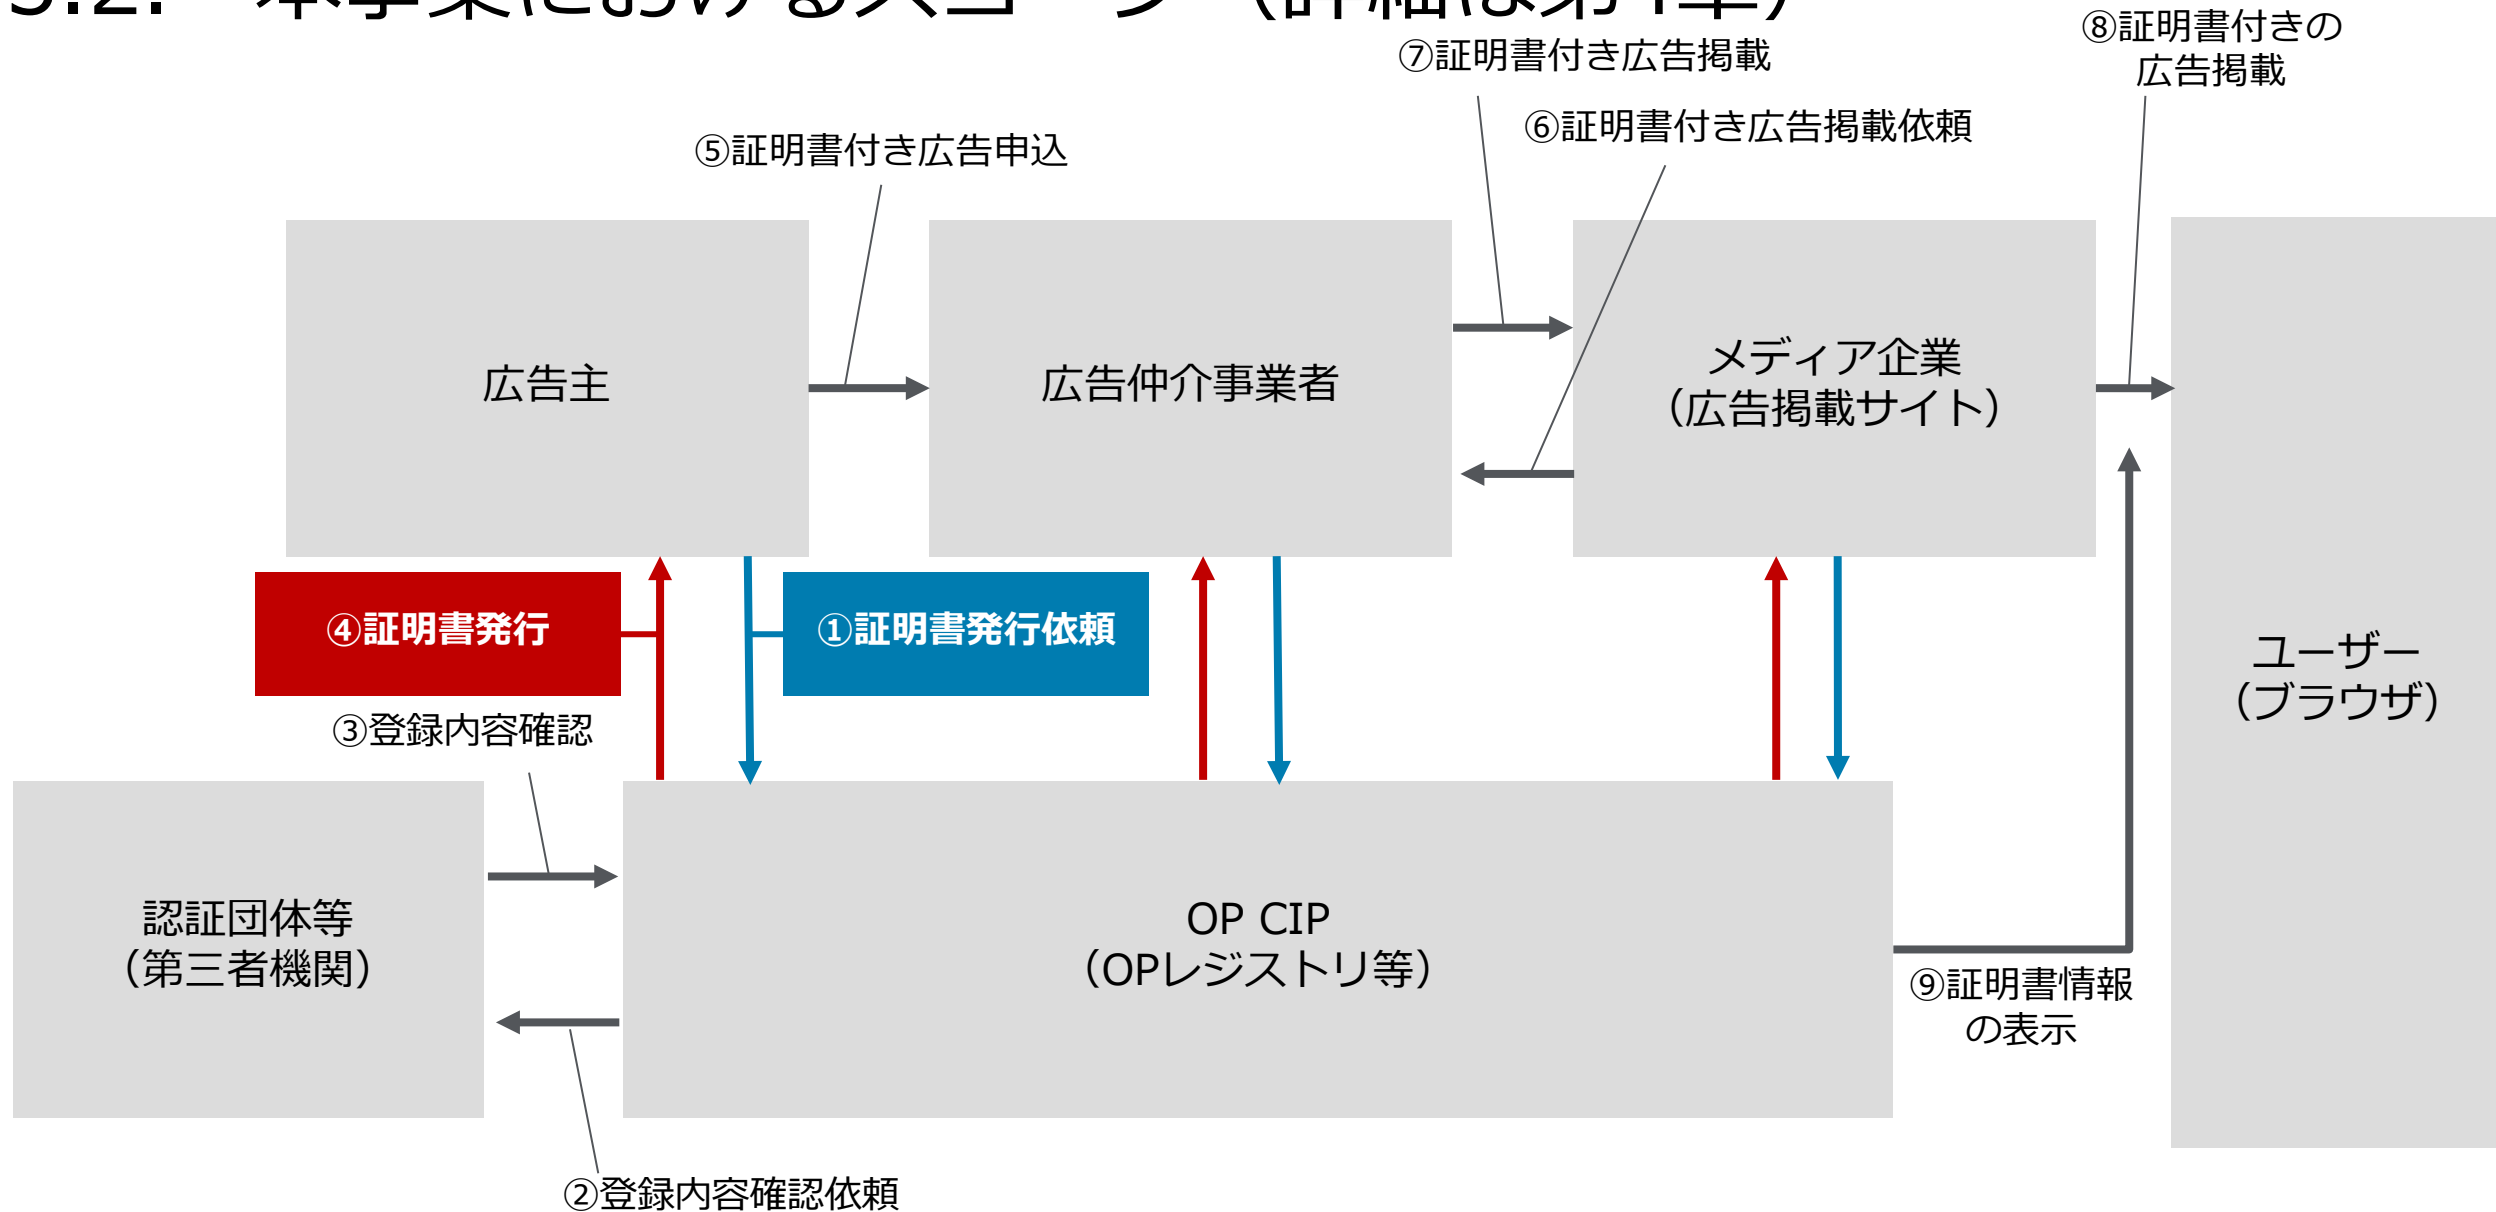 ⑧証明書付きの
広告掲載
⑦証明書付き広告掲載
⑥証明書付き広告掲載依頼
⑤証明書付き広告申込
広告主
広告仲介事業者
メディア企業
（広告掲載サイト）
④証明書発行
①証明書発行依頼
ユーザー
（ブラウザ）
③登録内容確認
認証団体等
（第三者機関）
OP CIP
（OPレジストリ等）
⑨証明書情報
の表示
②登録内容確認依頼